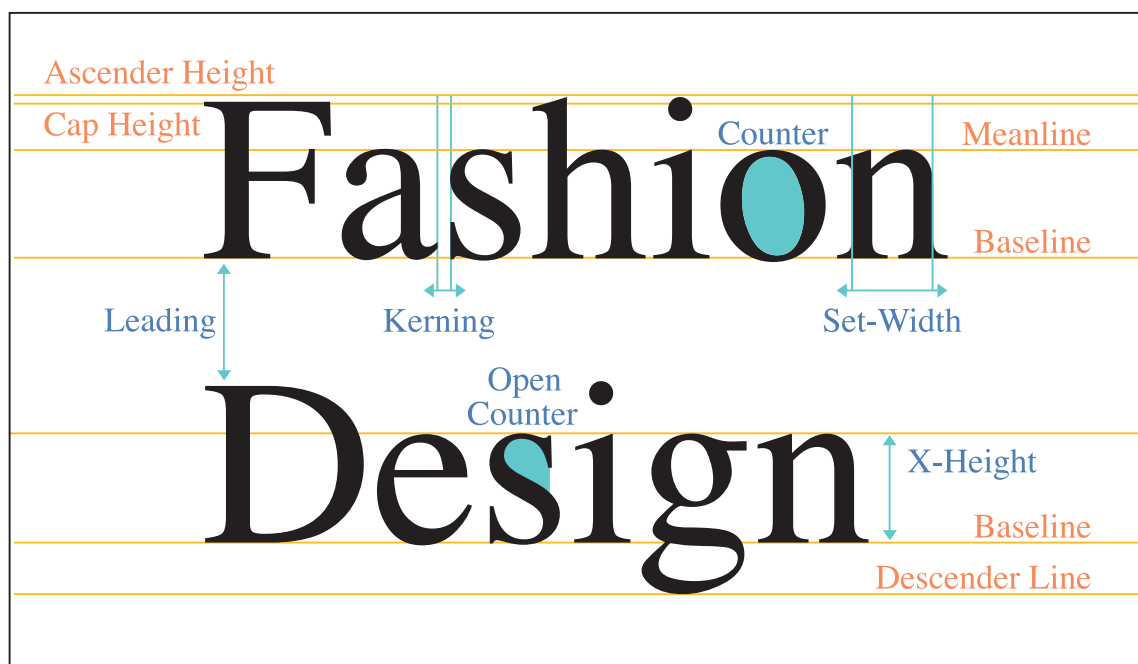 Ascender Height
Cap Height
Fashion
Counter
Meanline
Baseline
Leading
Kerning
Set-Width
Open
Counter
Design
X-Height
Baseline
Descender Line